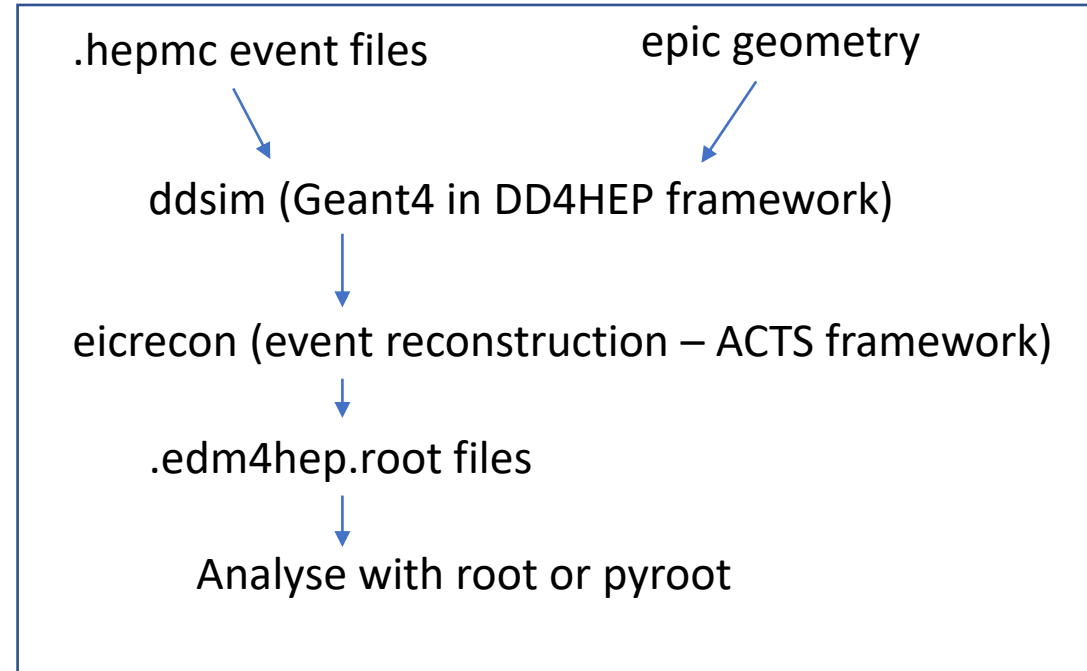 .hepmc event files
epic geometry
ddsim (Geant4 in DD4HEP framework)
eicrecon (event reconstruction – ACTS framework)
.edm4hep.root files
Analyse with root or pyroot